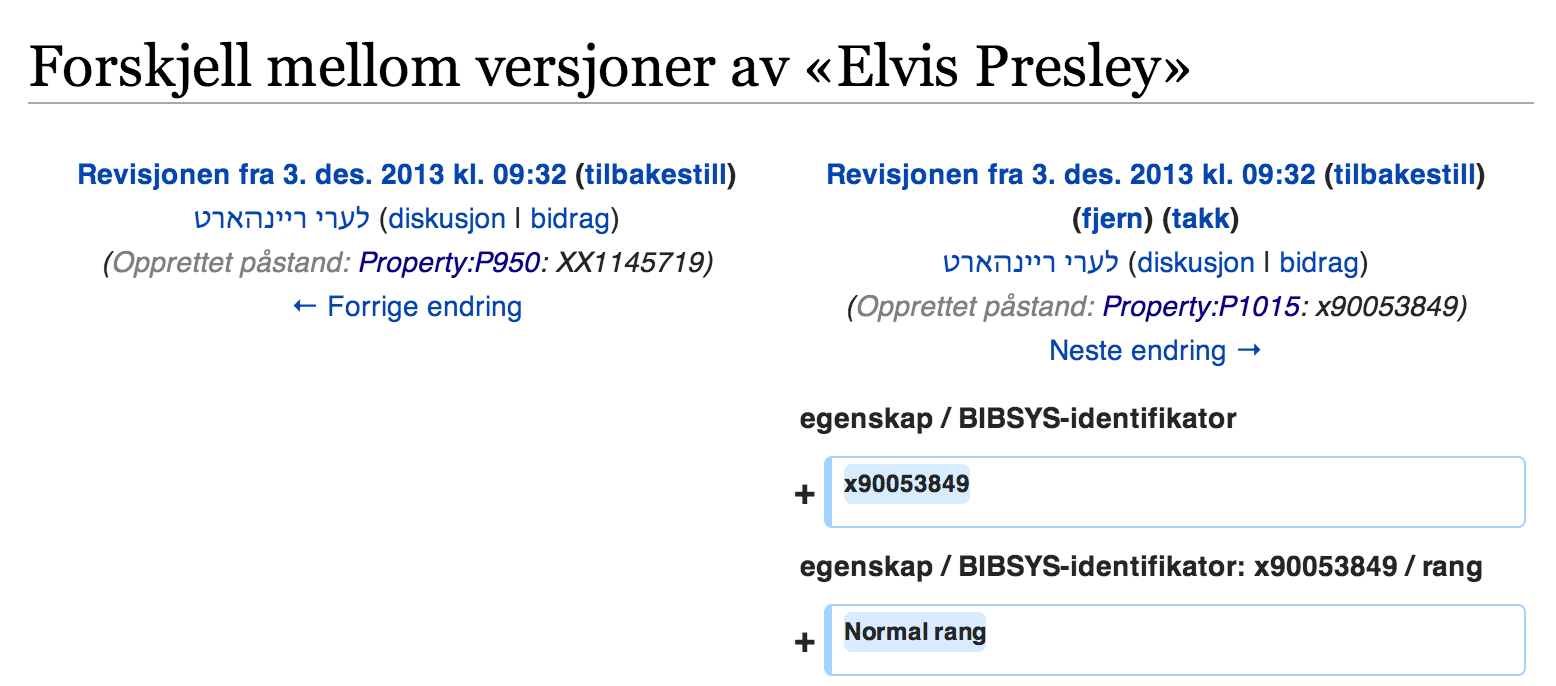 Forskjell mellom versjoner av «Elvis Presley»
Revisjonen fra 3. des. 2013 kl. 09:32 (tilbakestill)
לערי ריינהארט (diskusjon | bidrag)
(Opprettet påstand: Property:P950: XX1145719)
← Forrige endring
Revisjonen fra 3. des. 2013 kl. 09:32 (tilbakestill)
(fjern) (takk)
לערי ריינהארט (diskusjon | bidrag)
(Opprettet påstand: Property:P1015: x90053849)
Neste endring →
egenskap / BIBSYS-identifikator
+ x90053849
egenskap / BIBSYS-identifikator: x90053849 / rang
+ Normal rang